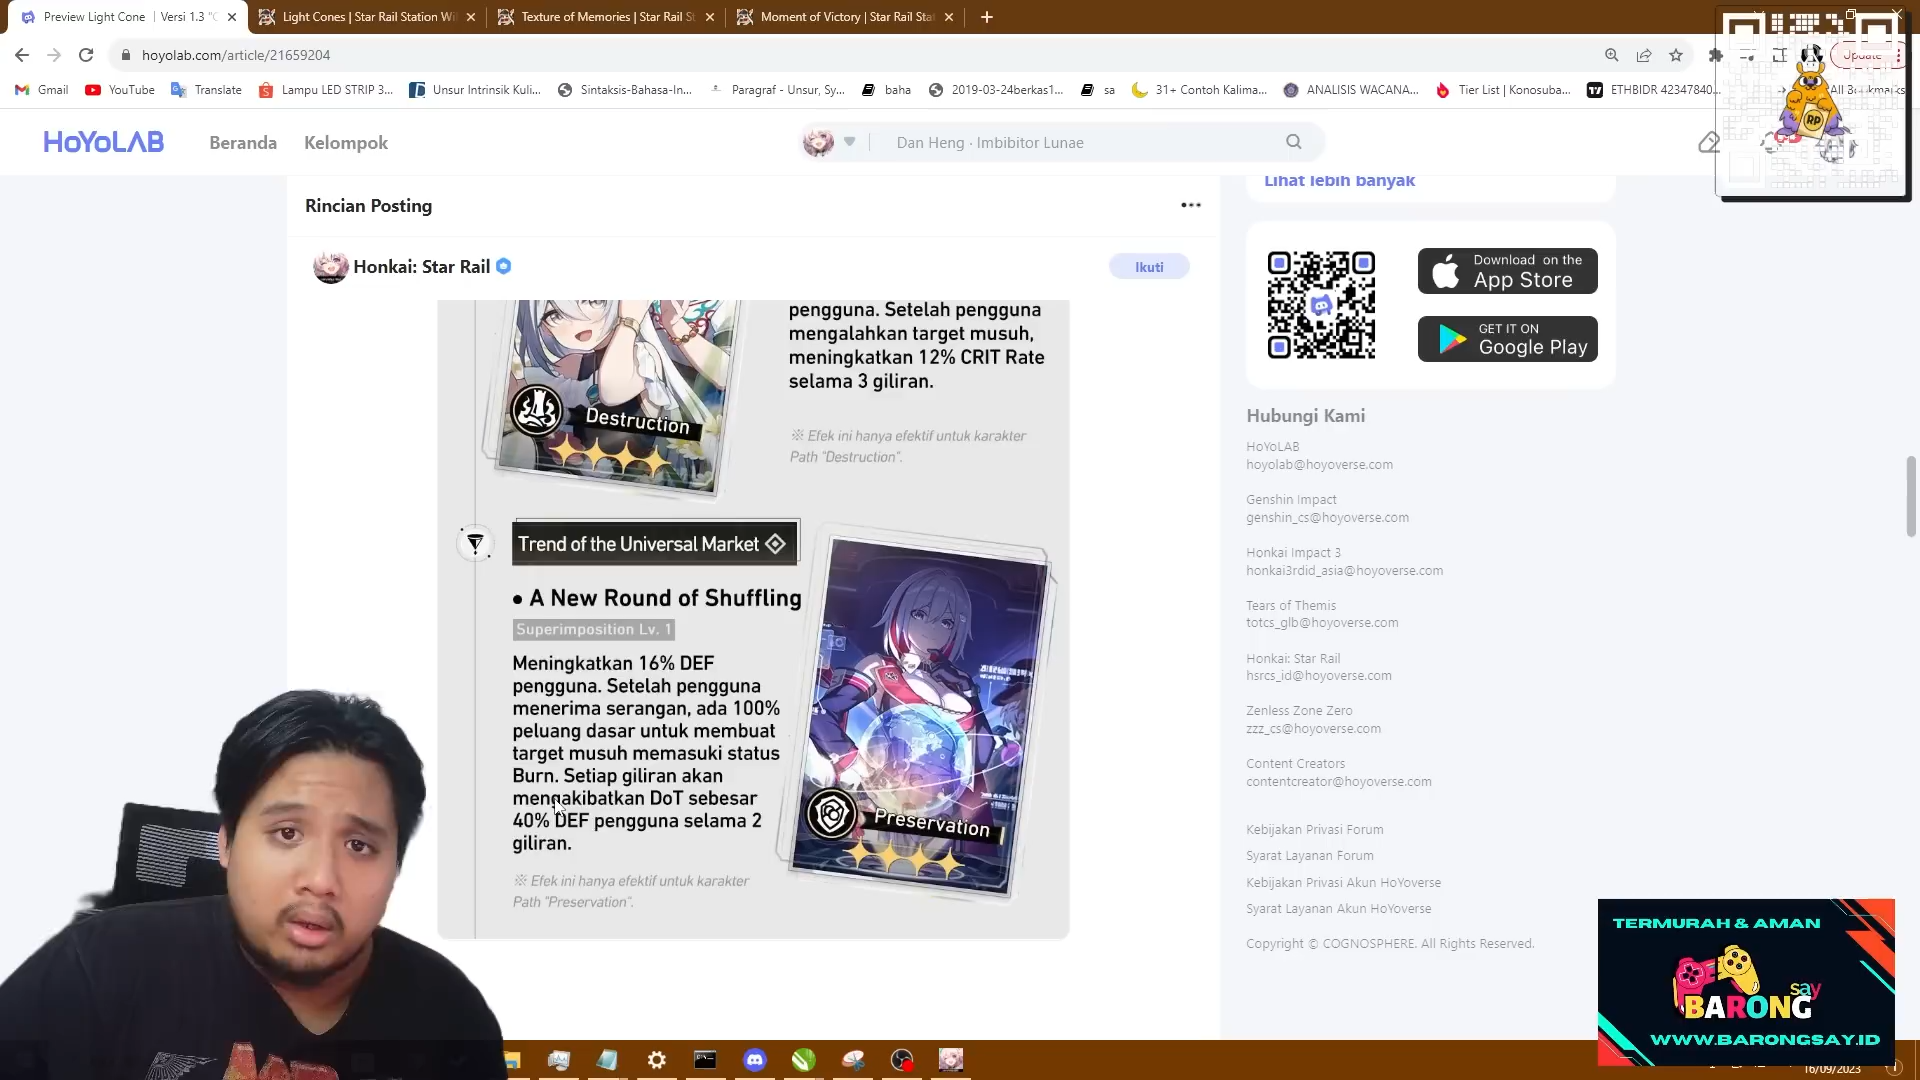 Preview Light Cone | Versi 1.3 "C
Light Cones | Star Rail Station Wi
Texture of Memories | Star Rail S
Moment of Victory | Star Rail Sta
hoyolab.com/article/21659204
Update
Gmail
YouTube
Translate
Lampu LED STRIP 3...
Unsur Intrinsik Kuli...
Sintaksis-Bahasa-In...
Paragraf - Unsur, Sy...
baha
2019-03-24berkas1...
sa
31+ Contoh Kalima...
ANALISIS WACANA...
Tier List | Konosuba...
ETHBIDR 42347840...
All Bookmarks
RP
HoYoLAB
Beranda
Kelompok
Dan Heng · Imbibitor Lunae
Rincian Posting
Honkai: Star Rail
Ikuti
pengguna. Setelah pengguna
mengalahkan target musuh,
meningkatkan 12% CRIT Rate
selama 3 giliran.
Destruction
※ Efek ini hanya efektif untuk karakter
Path "Destruction".
Trend of the Universal Market
• A New Round of Shuffling
Superimposition Lv. 1
Meningkatkan 16% DEF
pengguna. Setelah pengguna
menerima serangan, ada 100%
peluang dasar untuk membuat
target musuh memasuki status
Burn. Setiap giliran akan
mengakibatkan DoT sebesar
40% DEF pengguna selama 2
giliran.
※ Efek ini hanya efektif untuk karakter
Path "Preservation".
Preservation
Lihat lebih banyak
Download on the
App Store
GET IT ON
Google Play
Hubungi Kami
HoYoLAB
hoyolab@hoyoverse.com
Genshin Impact
genshin_cs@hoyoverse.com
Honkai Impact 3
honkai3rdid_asia@hoyoverse.com
Tears of Themis
totcs_glb@hoyoverse.com
Honkai: Star Rail
hsrcs_id@hoyoverse.com
Zenless Zone Zero
zzz_cs@hoyoverse.com
Content Creators
contentcreator@hoyoverse.com
Kebijakan Privasi Forum
Syarat Layanan Forum
Kebijakan Privasi Akun HoYoverse
Syarat Layanan Akun HoYoverse
Copyright © COGNOSPHERE. All Rights Reserved.
TERMURAH & AMAN
say
BARONG
WWW.BARONGSAY.ID
16/09/2023